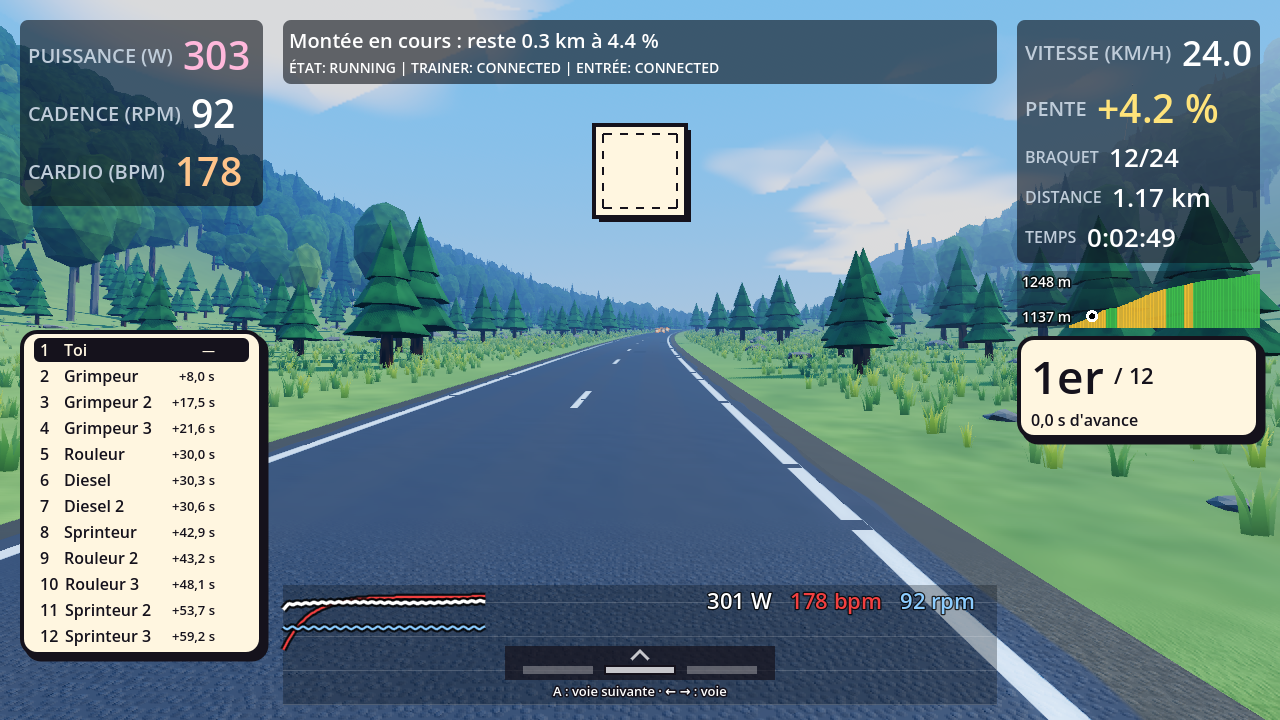 PUISSANCE (W) 303
CADENCE (RPM) 92
CARDIO (BPM) 178
Montée en cours : reste 0.3 km à 4.4 %
ÉTAT: RUNNING | TRAINER: CONNECTED | ENTRÉE: CONNECTED
VITESSE (KM/H) 24.0
PENTE +4.2 %
BRAQUET 12/24
DISTANCE 1.17 km
TEMPS 0:02:49
1248 m
1137 m
1er / 12
0,0 s d'avance
1 Toi —
2 Grimpeur +8,0 s
3 Grimpeur 2 +17,5 s
4 Grimpeur 3 +21,6 s
5 Rouleur +30,0 s
6 Diesel +30,3 s
7 Diesel 2 +30,6 s
8 Sprinteur +42,9 s
9 Rouleur 2 +43,2 s
10 Rouleur 3 +48,1 s
11 Sprinteur 2 +53,7 s
12 Sprinteur 3 +59,2 s
301 W 178 bpm 92 rpm
A : voie suivante · ← → : voie